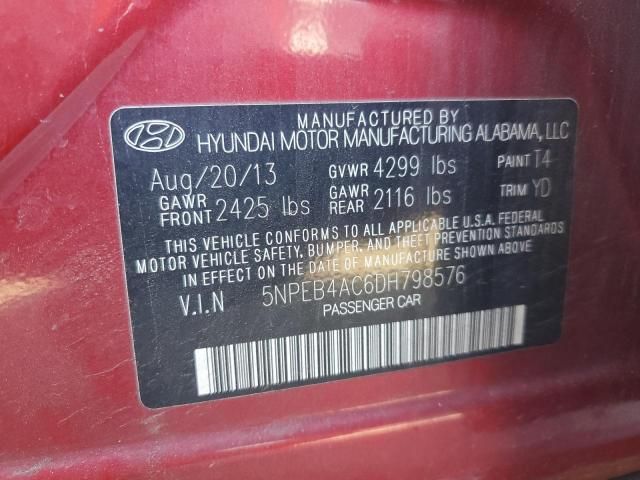 MANUFACTURED BY
HYUNDAI MOTOR MANUFACTURING ALABAMA, LLC
Aug/20/13 GVWR 4299 lbs PAINT T4
GAWR FRONT 2425 lbs GAWR REAR 2116 lbs TRIM YD
THIS VEHICLE CONFORMS TO ALL APPLICABLE U.S.A. FEDERAL
MOTOR VEHICLE SAFETY, BUMPER, AND THEFT PREVENTION STANDARDS
IN EFFECT ON THE DATE OF MANUFACTURE SHOWN ABOVE.
V.I.N 5NPEB4AC6DH798576
PASSENGER CAR